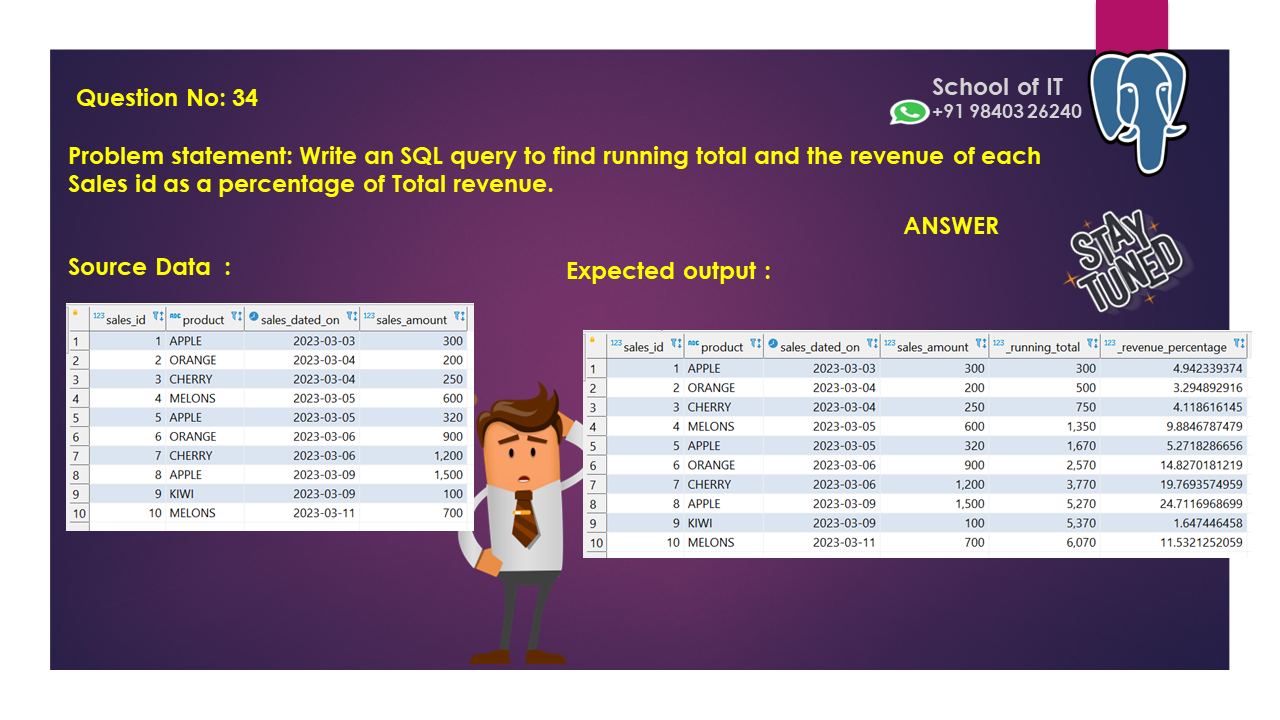 Question No: 34
School of IT
+91 98403 26240
Problem statement: Write an SQL query to find running total and the revenue of each
Sales id as a percentage of Total revenue.
ANSWER
STAY
TUNED
Source Data :
Expected output :
123 sales_id ABC product sales_dated_on 123 sales_amount
1 1 APPLE 2023-03-03 300
2 2 ORANGE 2023-03-04 200
3 3 CHERRY 2023-03-04 250
4 4 MELONS 2023-03-05 600
5 5 APPLE 2023-03-05 320
6 6 ORANGE 2023-03-06 900
7 7 CHERRY 2023-03-06 1,200
8 8 APPLE 2023-03-09 1,500
9 9 KIWI 2023-03-09 100
10 10 MELONS 2023-03-11 700
123 sales_id ABC product sales_dated_on 123 sales_amount 123 _running_total 123 _revenue_percentage
1 1 APPLE 2023-03-03 300 300 4.942339374
2 2 ORANGE 2023-03-04 200 500 3.294892916
3 3 CHERRY 2023-03-04 250 750 4.118616145
4 4 MELONS 2023-03-05 600 1,350 9.8846787479
5 5 APPLE 2023-03-05 320 1,670 5.2718286656
6 6 ORANGE 2023-03-06 900 2,570 14.8270181219
7 7 CHERRY 2023-03-06 1,200 3,770 19.7693574959
8 8 APPLE 2023-03-09 1,500 5,270 24.7116968699
9 9 KIWI 2023-03-09 100 5,370 1.647446458
10 10 MELONS 2023-03-11 700 6,070 11.5321252059